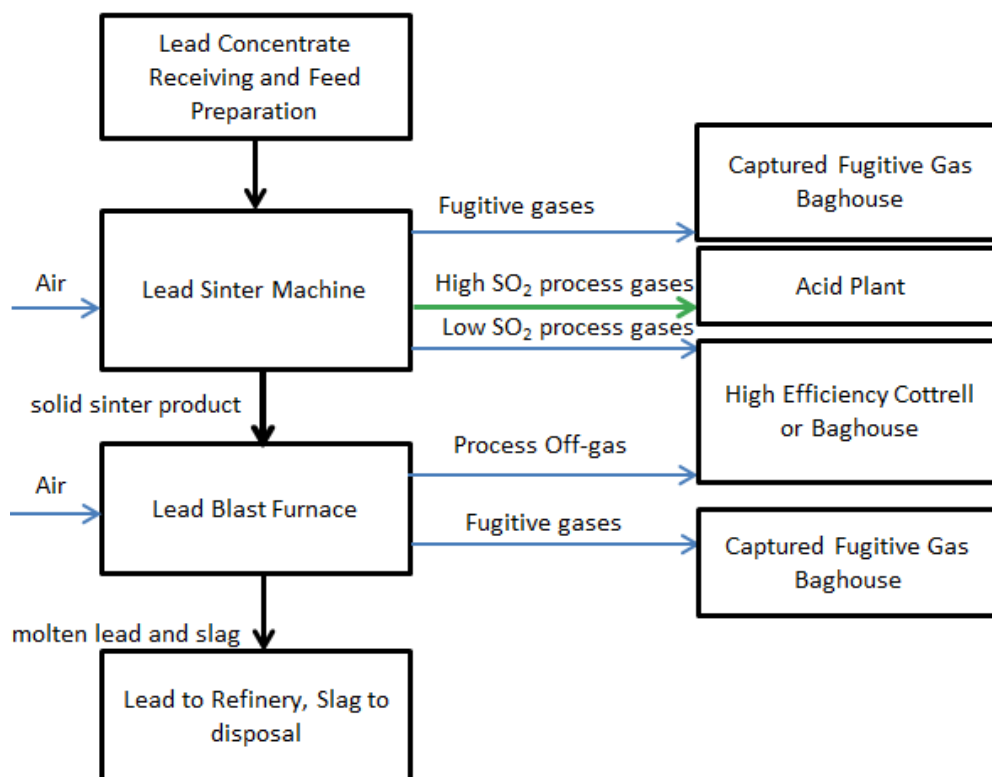 Lead Concentrate
Receiving and Feed
Preparation
Captured Fugitive Gas
Baghouse
Fugitive gases
Air
Lead Sinter Machine
High SO₂ process gases
Acid Plant
Low SO₂ process gases
solid sinter product
High Efficiency Cottrell
or Baghouse
Process Off-gas
Air
Lead Blast Furnace
Fugitive gases
Captured Fugitive Gas
Baghouse
molten lead and slag
Lead to Refinery, Slag to
disposal